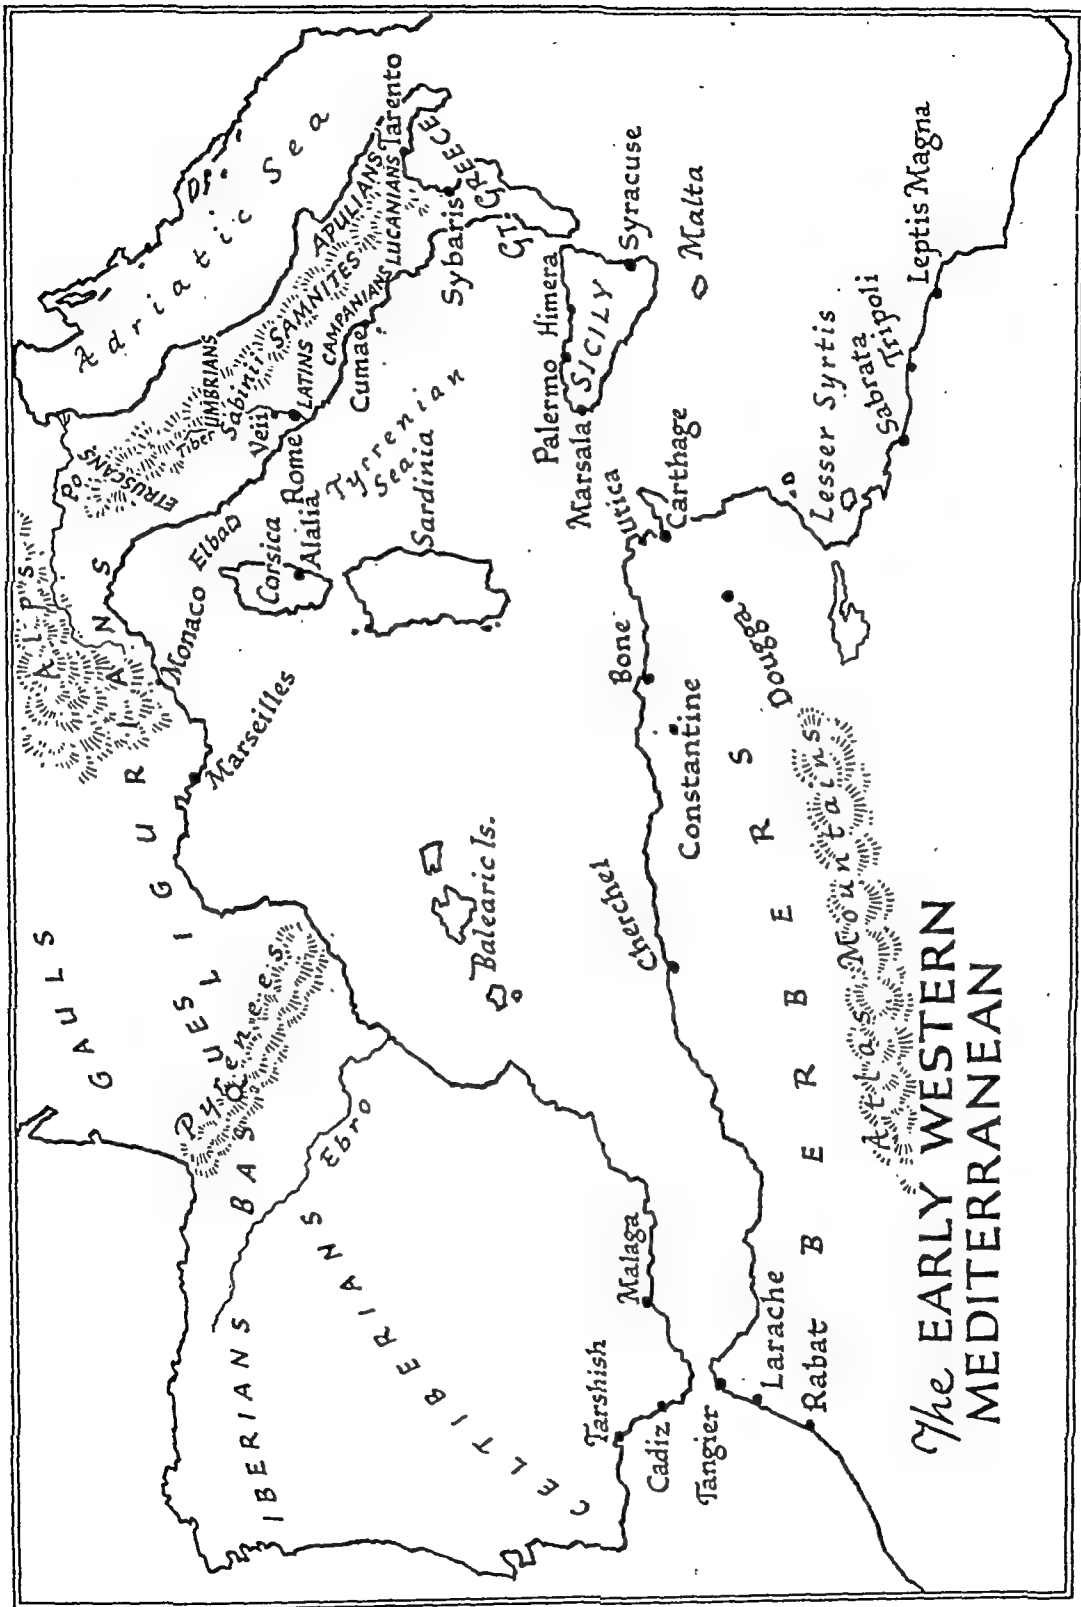 GAULS
ALPS
LIGURIANS
Po
Adriatic Sea
ETRUSCANS
Tiber
UMBRIANS
Sabinii
Veii
SAMNITES
APULIANS
LATINS
CAMPANIANS
LUCANIANS
Tarento
GT. GREECE
Sybaris
Cumae
Rome
Elba
Corsica
Alalia
Tyrrenian
Sea
Sardinia
Monaco
Marseilles
Pyrenees
BASQUES
IBERIANS
Ebro
CELTIBERIANS
Balearic Is.
Tarshish
Cadiz
Malaga
Tangier
Larache
Rabat
Cherchel
Constantine
Bone
Utica
Carthage
Dougga
Palermo
Himera
Marsala
SICILY
Syracuse
Malta
Lesser Syrtis
Sabrata
Tripoli
Leptis Magna
BERBERS
Atlas Mountains
The EARLY WESTERN
MEDITERRANEAN